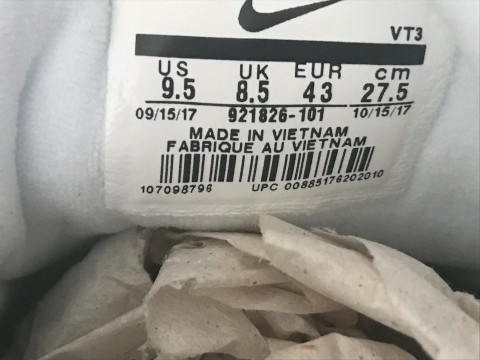 VT3
US UK EUR cm
9.5 8.5 43 27.5
09/15/17 921826-101 10/15/17
MADE IN VIETNAM
FABRIQUE AU VIETNAM
107098796 UPC 00885176202010